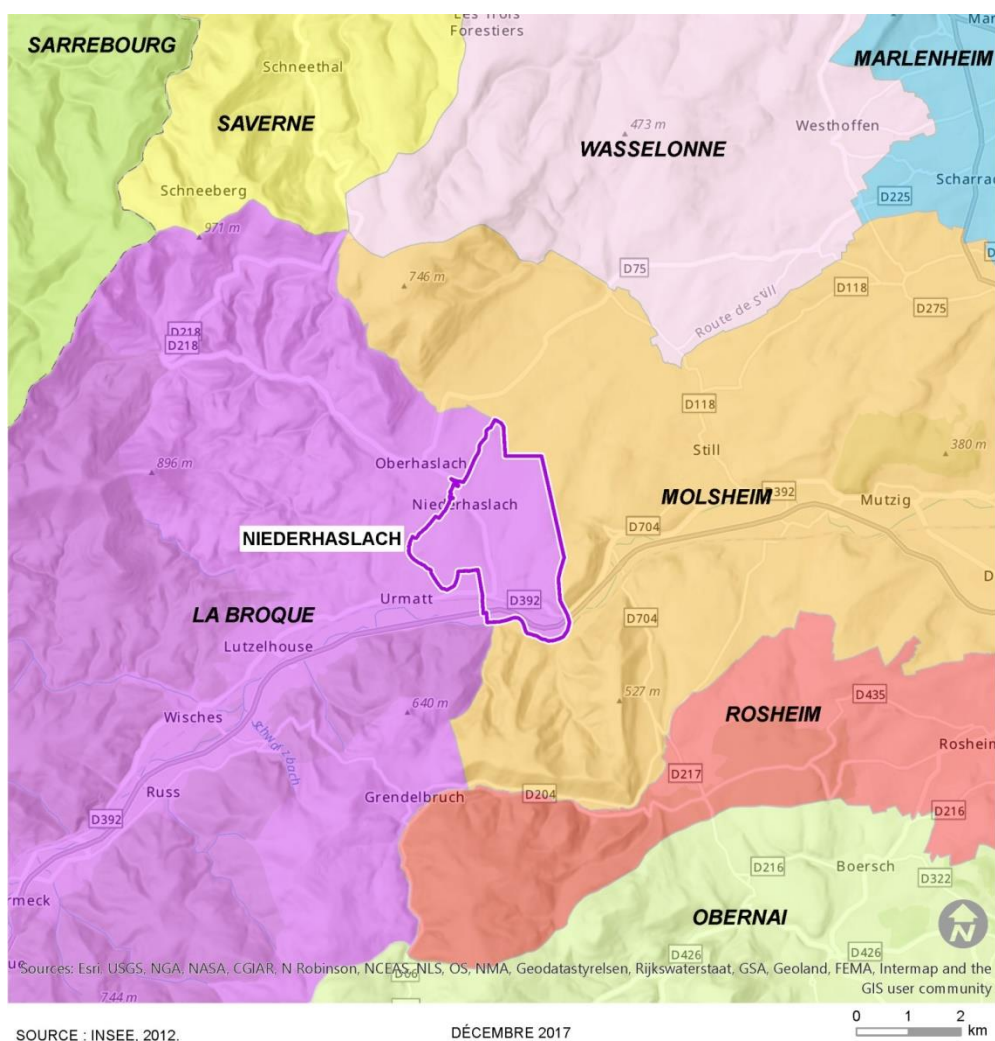 Les Trois
Forestiers
SARREBOURG
Schneethal
MARLENHEIM
SAVERNE
473 m
Westhoffen
WASSELONNE
Schneeberg
Scharrac
D225
971 m
D75
746 m
D118
Route de Still
D275
D218
D218
D118
Oberhaslach
Still
380 m
896 m
D392
Niederhaslach
MOLSHEIM
Mutzig
D704
NIEDERHASLACH
Urmatt
D392
LA BROQUE
D704
Lutzelhouse
527 m
D435
640 m
ROSHEIM
Wisches
Rosheim
Schwarzbach
D217
Russ
Grendelbruch
D204
D216
D392
D216
Boersch
D322
rmeck
OBERNAI
N
D426
D426
D66
Sources: Esri, USGS, NGA, NASA, CGIAR, N Robinson, NCEAS, NLS, OS, NMA, Geodatastyrelsen, Rijkswaterstaat, GSA, Geoland, FEMA, Intermap and the
GIS user community
744 m
SOURCE : INSEE, 2012.
DÉCEMBRE 2017
0 1 2
km